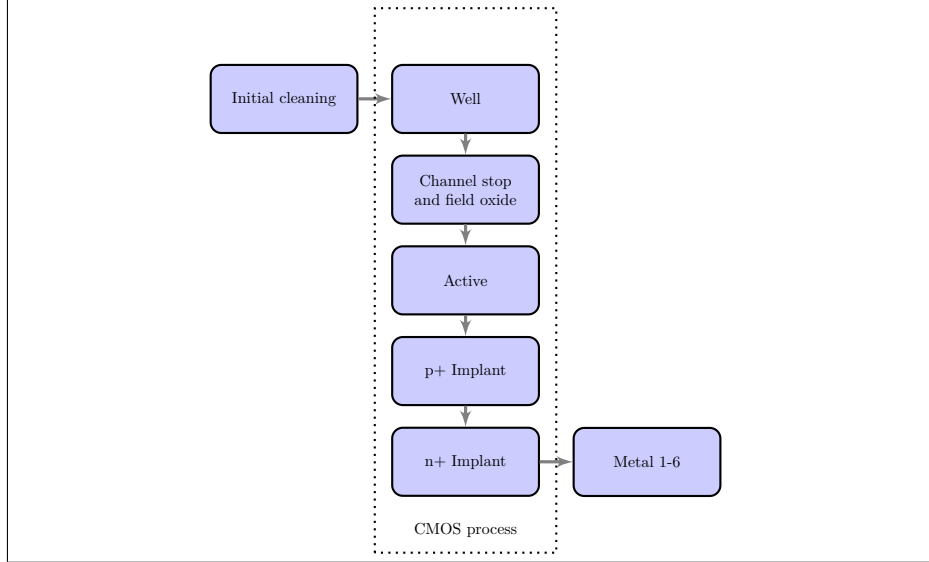 Initial cleaning
Well
Channel stop
and field oxide
Active
p+ Implant
n+ Implant
Metal 1-6
CMOS process